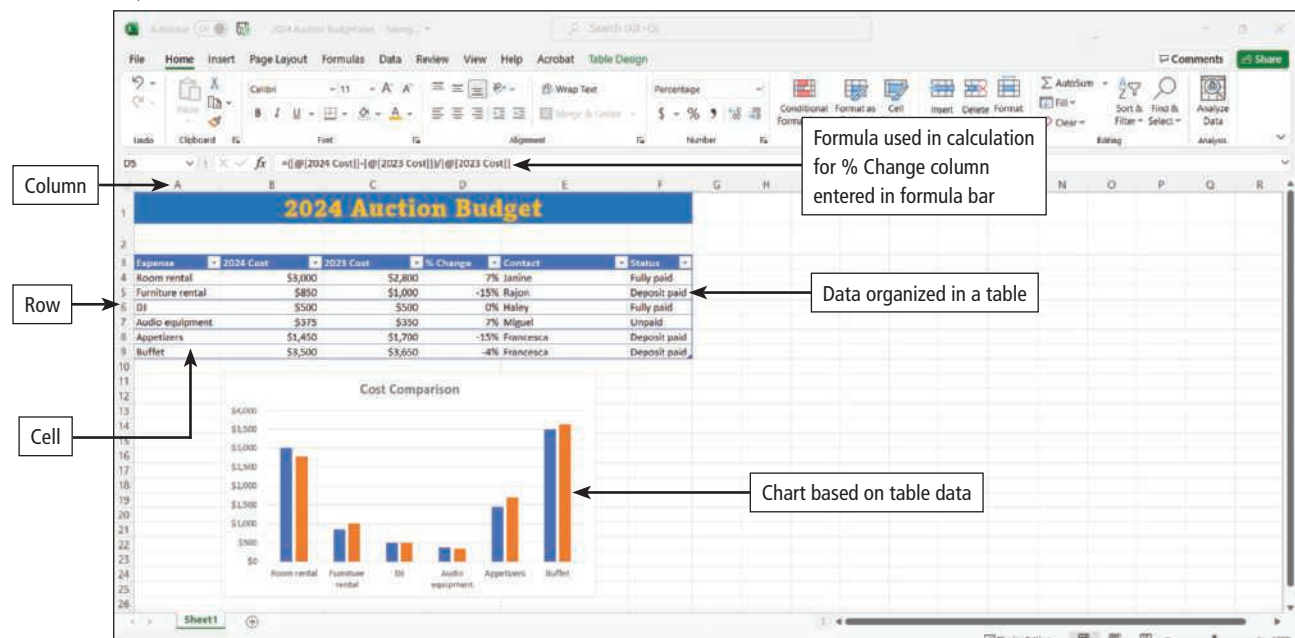 2024 Auction Budget
Search (Alt + Q)
File Home Insert Page Layout Formulas Data Review View Help Acrobat Table Design
Comments Share
Calibri 11 Wrap Text Percentage AutoSum
Merge & Center Conditional Format as Cell Insert Delete Format Fill Sort & Find & Analyze
Clear Filter Select Data
Undo Clipboard Font Alignment Number Editing Analysis
Formula used in calculation
for % Change column
entered in formula bar
D5 fx =([@[2024 Cost]]-[@[2023 Cost]])/[@[2023 Cost]]
Column
A B C D E F G H N O P Q R
1 2024 Auction Budget
2
3 Expense 2024 Cost 2023 Cost % Change Contact Status
4 Room rental $3,000 $2,800 7% Janine Fully paid
5 Furniture rental $850 $1,000 -15% Rajon Deposit paid
Data organized in a table
Row
6 DJ $500 $500 0% Haley Fully paid
7 Audio equipment $375 $350 7% Miguel Unpaid
8 Appetizers $1,450 $1,700 -15% Francesca Deposit paid
9 Buffet $3,500 $3,650 -4% Francesca Deposit paid
10
11
12
13
14
15
16
17
18
19
20
21
22
23
24
25
26
Cell
Cost Comparison
$4,000
$3,500
$3,000
$2,500
$2,000
$1,500
$1,000
$500
$0
Room rental Furniture rental DJ Audio equipment Appetizers Buffet
Chart based on table data
Sheet1